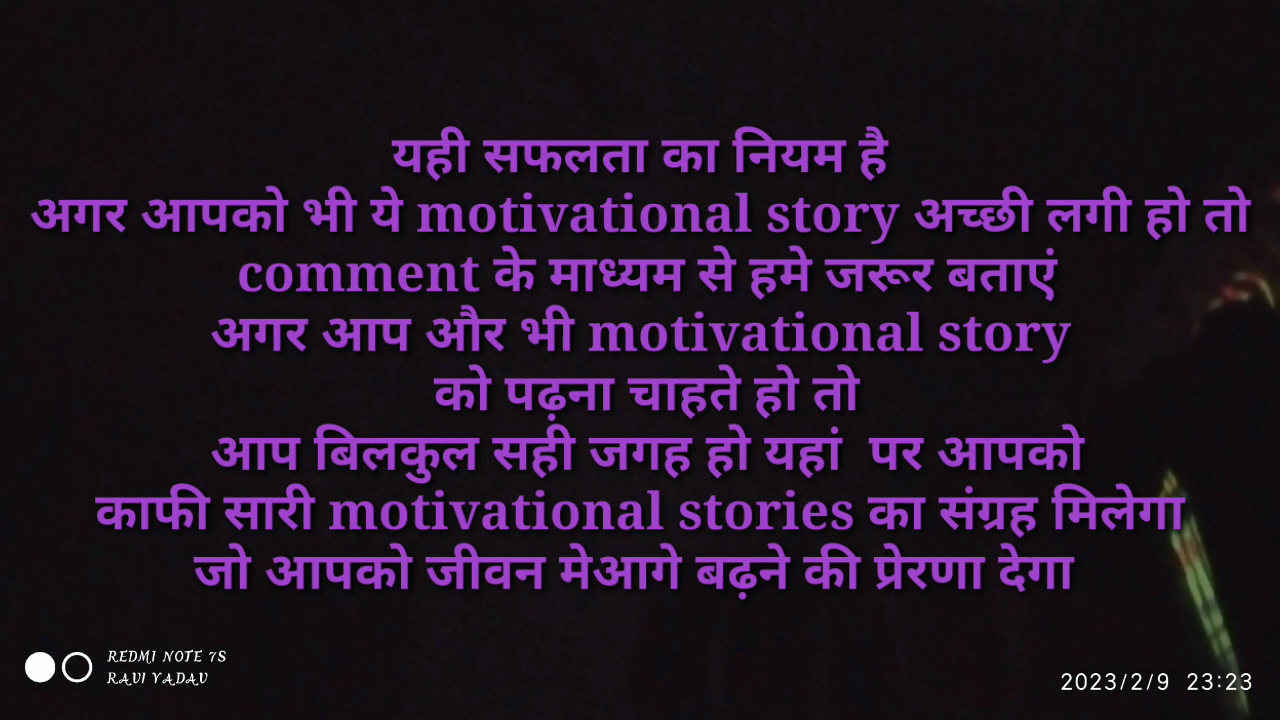 यही सफलता का नियम है
अगर आपको भी ये motivational story अच्छी लगी हो तो
comment के माध्यम से हमे जरूर बताएं
अगर आप और भी motivational story
को पढ़ना चाहते हो तो
आप बिलकुल सही जगह हो यहां पर आपको
काफी सारी motivational stories का संग्रह मिलेगा
जो आपको जीवन मेआगे बढ़ने की प्रेरणा देगा
REDMI NOTE 7S
RAVI YADAV
2023/2/9 23:23